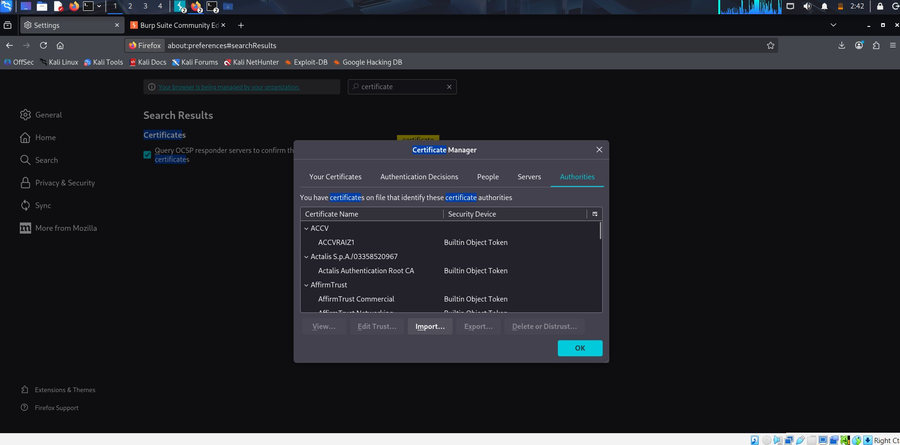 1 2 3 4
2:42
Settings
Burp Suite Community Ed
Firefox about:preferences#searchResults
OffSec Kali Linux Kali Tools Kali Docs Kali Forums Kali NetHunter Exploit-DB Google Hacking DB
Your browser is being managed by your organization.
certificate
General
Home
Search
Privacy & Security
Sync
More from Mozilla
Extensions & Themes
Firefox Support
Search Results
Certificates
Query OCSP responder servers to confirm th
certificates
certificate
Certificate Manager
Your Certificates Authentication Decisions People Servers Authorities
You have certificates on file that identify these certificate authorities
Certificate Name Security Device
ACCV
ACCVRAIZ1 Builtin Object Token
Actalis S.p.A./03358520967
Actalis Authentication Root CA Builtin Object Token
AffirmTrust
AffirmTrust Commercial Builtin Object Token
AffirmTrust Networking Builtin Object Token
View... Edit Trust... Import... Export... Delete or Distrust...
OK
Right Ct